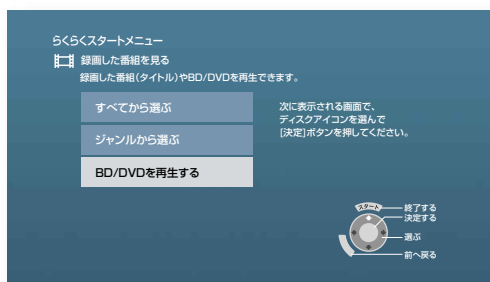 らくらくスタートメニュー
録画した番組を見る
録画した番組(タイトル)やBD/DVDを再生できます。
すべてから選ぶ
ジャンルから選ぶ
BD/DVDを再生する
次に表示される画面で、
ディスクアイコンを選んで
[決定]ボタンを押してください。
スタート
終了する
決定する
選ぶ
前へ戻る